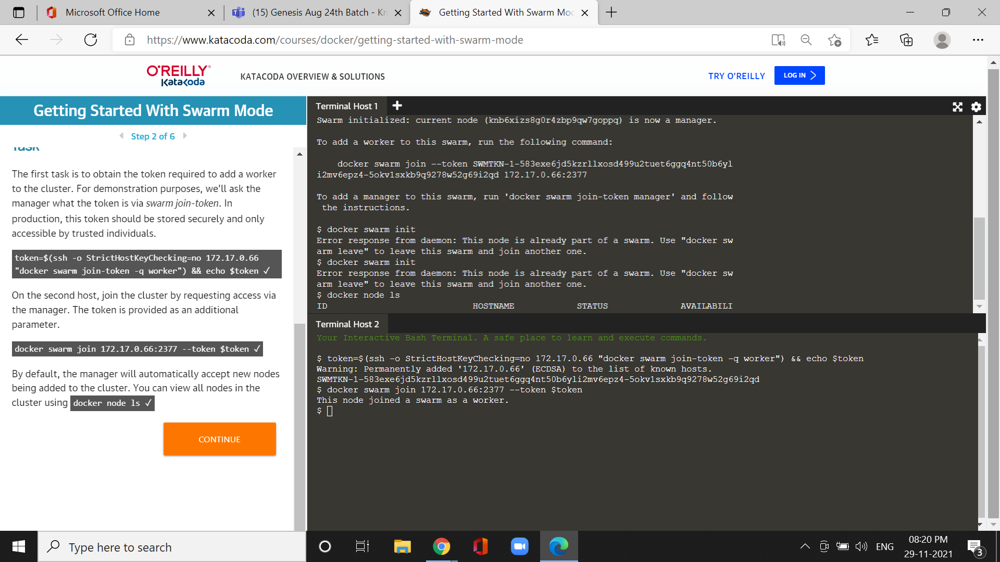 Microsoft Office Home
(15) Genesis Aug 24th Batch - Kn
Getting Started With Swarm Mod
https://www.katacoda.com/courses/docker/getting-started-with-swarm-mode
O'REILLY
Katacoda
KATACODA OVERVIEW & SOLUTIONS
TRY O'REILLY
LOG IN
Getting Started With Swarm Mode
Step 2 of 6
Task
The first task is to obtain the token required to add a worker
to the cluster. For demonstration purposes, we'll ask the
manager what the token is via swarm join-token. In
production, this token should be stored securely and only
accessible by trusted individuals.
token=$(ssh -o StrictHostKeyChecking=no 172.17.0.66
"docker swarm join-token -q worker") && echo $token ✓
On the second host, join the cluster by requesting access via
the manager. The token is provided as an additional
parameter.
docker swarm join 172.17.0.66:2377 --token $token ✓
By default, the manager will automatically accept new nodes
being added to the cluster. You can view all nodes in the
cluster using docker node ls ✓
CONTINUE
Terminal Host 1
Swarm initialized: current node (knb6xizs8g0r4zbp9qw7goppq) is now a manager.
To add a worker to this swarm, run the following command:
docker swarm join --token SWMTKN-1-583exe6jd5kzrllxosd499u2tuet6ggq4nt50b6yl
i2mv6epz4-5okv1sxkb9q9278w52g69i2qd 172.17.0.66:2377
To add a manager to this swarm, run 'docker swarm join-token manager' and follow
the instructions.
$ docker swarm init
Error response from daemon: This node is already part of a swarm. Use "docker sw
arm leave" to leave this swarm and join another one.
$ docker swarm init
Error response from daemon: This node is already part of a swarm. Use "docker sw
arm leave" to leave this swarm and join another one.
$ docker node ls
ID HOSTNAME STATUS AVAILABILI
Terminal Host 2
Your Interactive Bash Terminal. A safe place to learn and execute commands.
$ token=$(ssh -o StrictHostKeyChecking=no 172.17.0.66 "docker swarm join-token -q worker") && echo $token
Warning: Permanently added '172.17.0.66' (ECDSA) to the list of known hosts.
SWMTKN-1-583exe6jd5kzrllxosd499u2tuet6ggq4nt50b6yli2mv6epz4-5okv1sxkb9q9278w52g69i2qd
$ docker swarm join 172.17.0.66:2377 --token $token
This node joined a swarm as a worker.
$
Type here to search
ENG
08:20 PM
29-11-2021
3